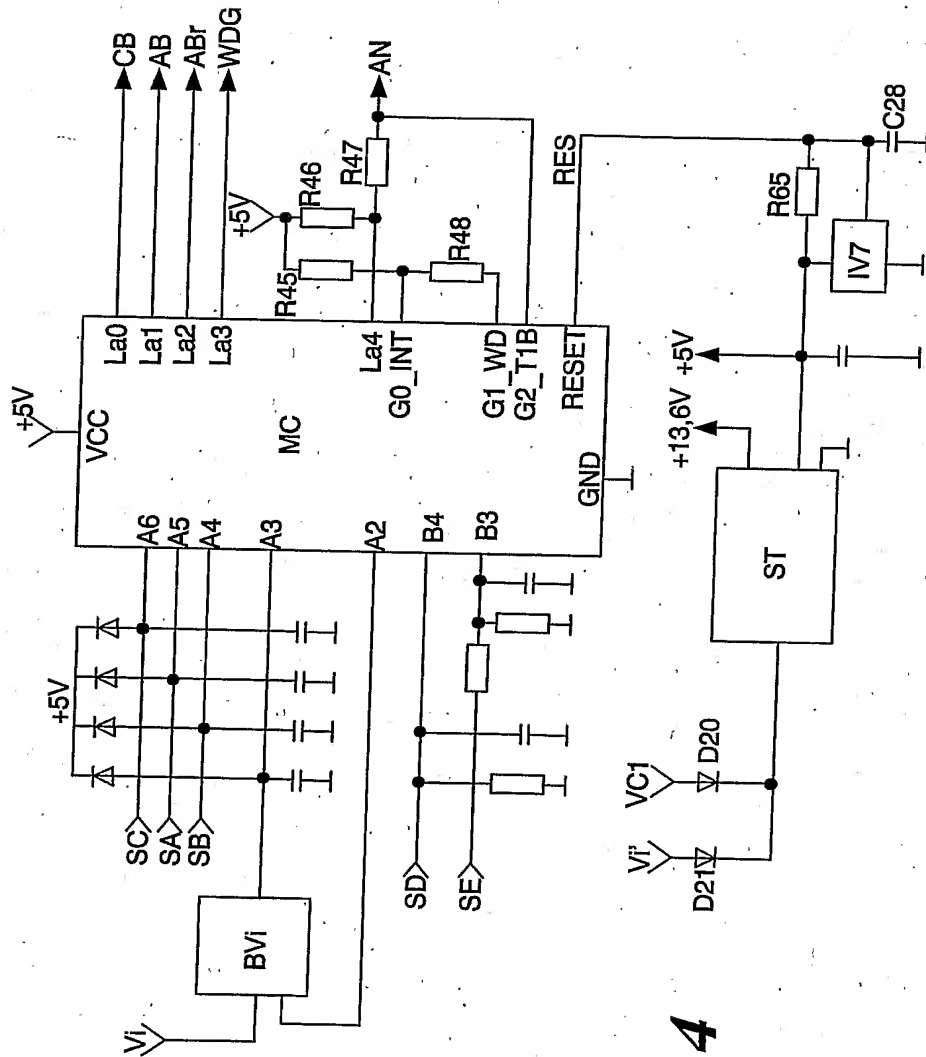 CB
AB
ABr
WDG
+5V
VCC
La0
La1
La2
La3
MC
A6
A5
A4
A3
A2
B4
B3
La4
G0_INT
G1_WD
G2_T1B
RESET
GND
+5V
R45
R46
R47
R48
AN
RES
+5V
SC
SA
SB
BVi
Vi
SD
SE
R65
IV7
C28
+5V
+13,6V
ST
VC1
D20
Vi'
D21
4